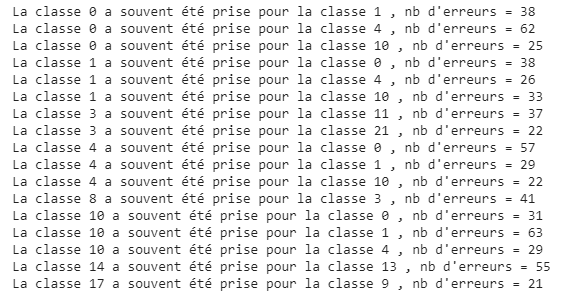 La classe 0 a souvent été prise pour la classe 1 , nb d'erreurs = 38
La classe 0 a souvent été prise pour la classe 4 , nb d'erreurs = 62
La classe 0 a souvent été prise pour la classe 10 , nb d'erreurs = 25
La classe 1 a souvent été prise pour la classe 0 , nb d'erreurs = 38
La classe 1 a souvent été prise pour la classe 4 , nb d'erreurs = 26
La classe 1 a souvent été prise pour la classe 10 , nb d'erreurs = 33
La classe 3 a souvent été prise pour la classe 11 , nb d'erreurs = 37
La classe 3 a souvent été prise pour la classe 21 , nb d'erreurs = 22
La classe 4 a souvent été prise pour la classe 0 , nb d'erreurs = 57
La classe 4 a souvent été prise pour la classe 1 , nb d'erreurs = 29
La classe 4 a souvent été prise pour la classe 10 , nb d'erreurs = 22
La classe 8 a souvent été prise pour la classe 3 , nb d'erreurs = 41
La classe 10 a souvent été prise pour la classe 0 , nb d'erreurs = 31
La classe 10 a souvent été prise pour la classe 1 , nb d'erreurs = 63
La classe 10 a souvent été prise pour la classe 4 , nb d'erreurs = 29
La classe 14 a souvent été prise pour la classe 13 , nb d'erreurs = 55
La classe 17 a souvent été prise pour la classe 9 , nb d'erreurs = 21